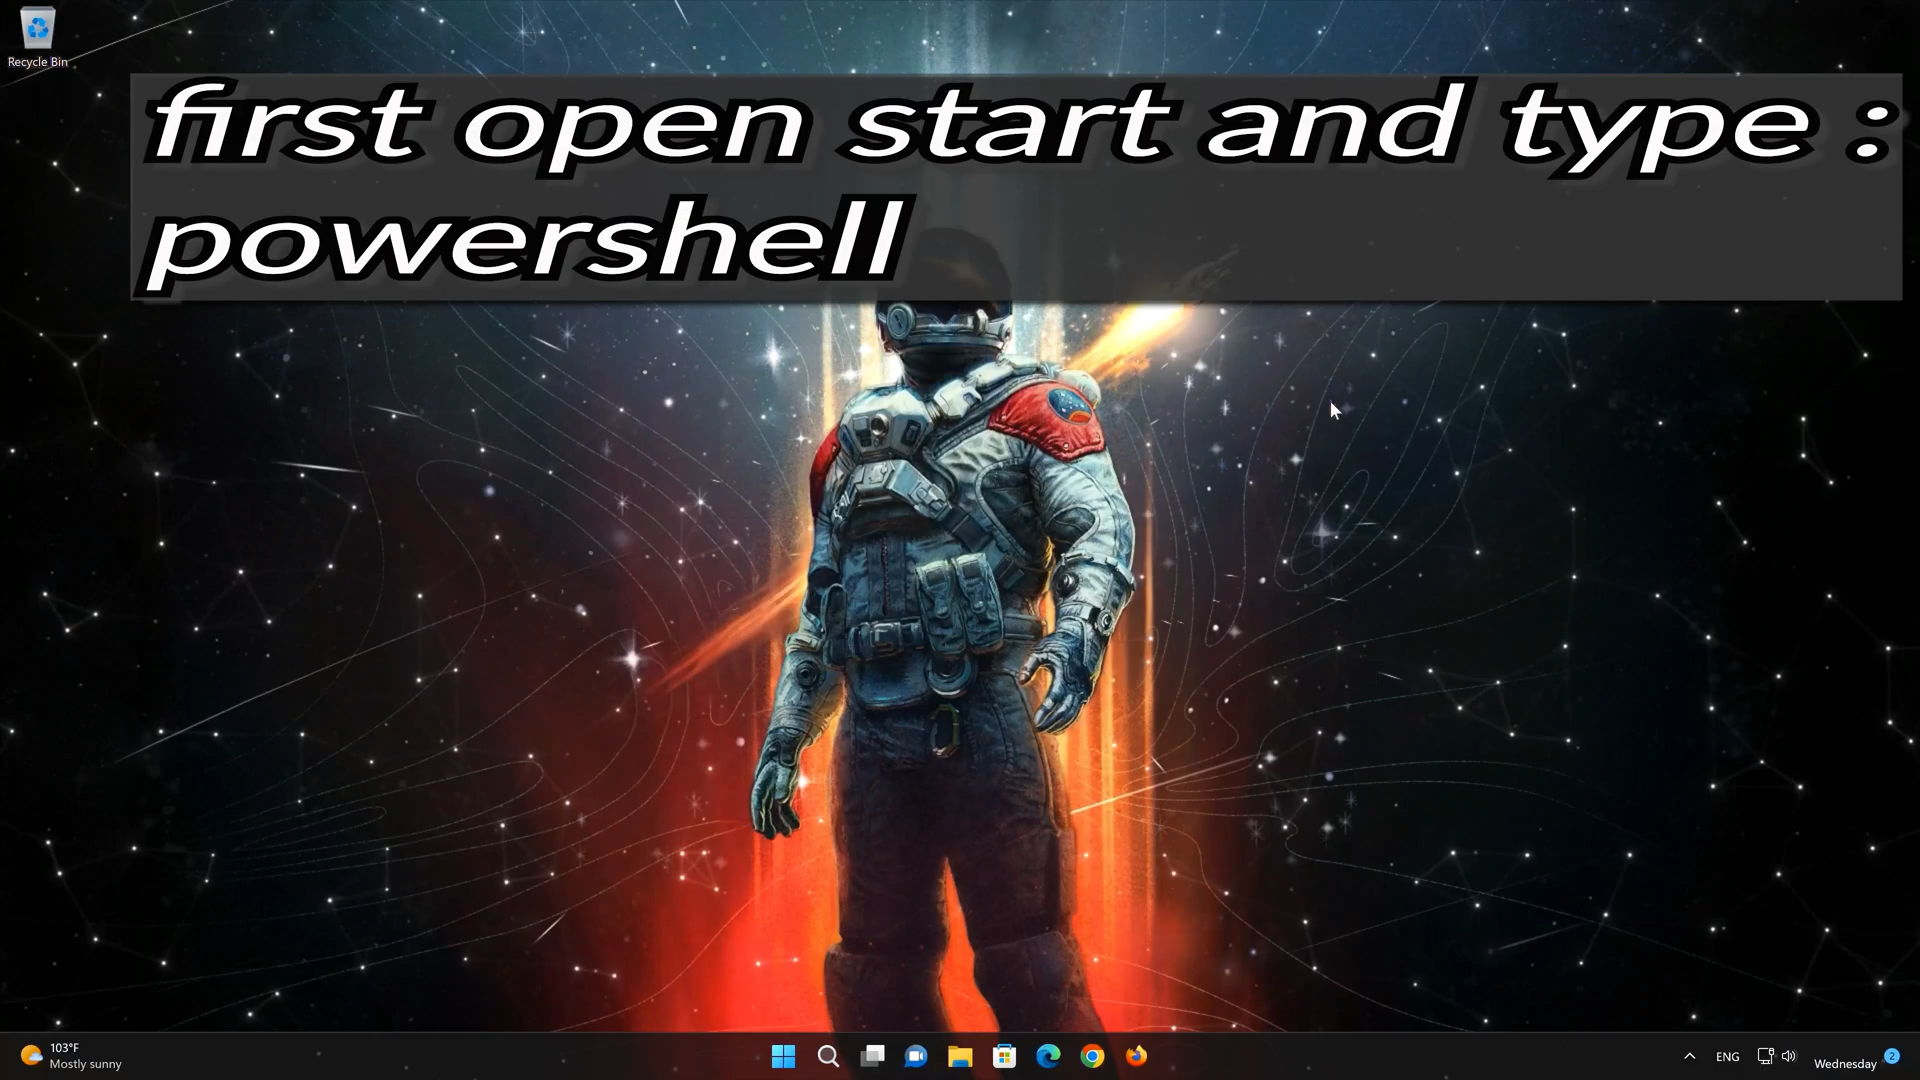 Recycle Bin
first open start and type :
powershell
103°F
Mostly sunny
ENG
Wednesday
2